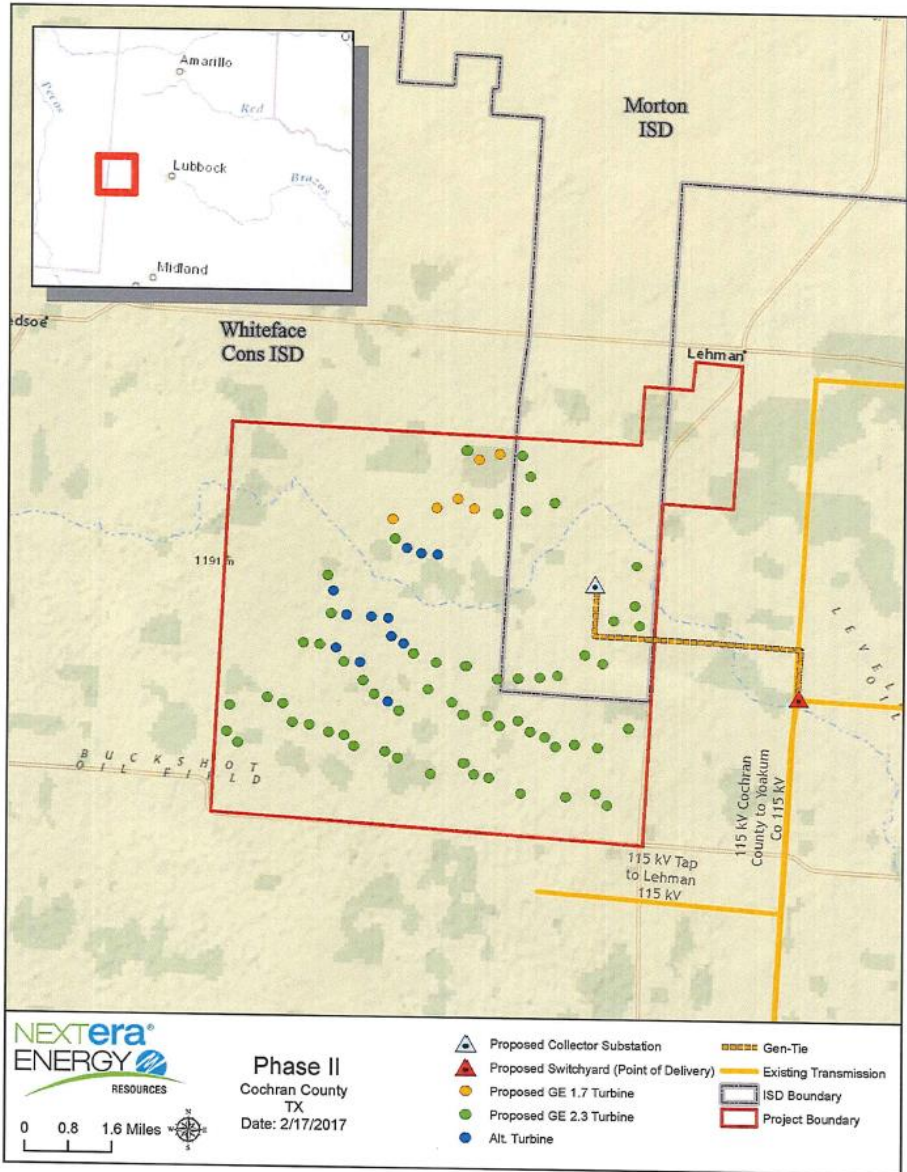 Amarillo
Pecos
Red
Lubbock
Brazos
Midland
Morton
ISD
edsoe
Whiteface
Cons ISD
Lehman
1191 m
LEVEL
OIL
BUCKSHOT
OIL FIELD
115 kV Cochran
County to Yoakum
Co 115 kV
115 kV Tap
to Lehman
115 kV
NEXTera®
ENERGY
RESOURCES
0 0.8 1.6 Miles
N
W E
S
Phase II
Cochran County
TX
Date: 2/17/2017
Proposed Collector Substation
Proposed Switchyard (Point of Delivery)
Proposed GE 1.7 Turbine
Proposed GE 2.3 Turbine
Alt. Turbine
Gen-Tie
Existing Transmission
ISD Boundary
Project Boundary